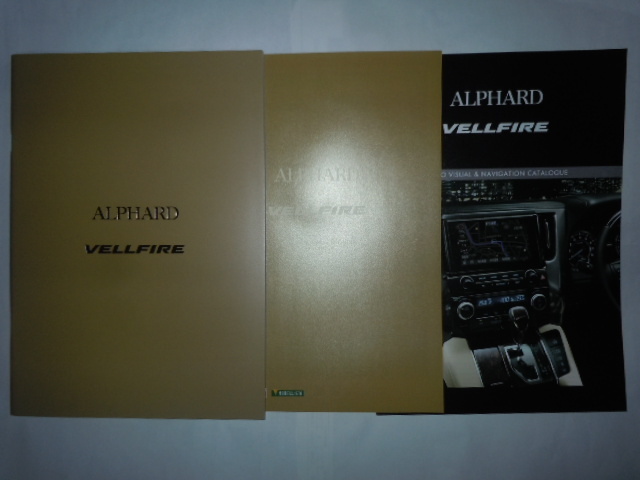 ALPHARD
VELLFIRE
ALPHARD
VELLFIRE
ALPHARD
VELLFIRE
VISUAL & NAVIGATION CATALOGUE